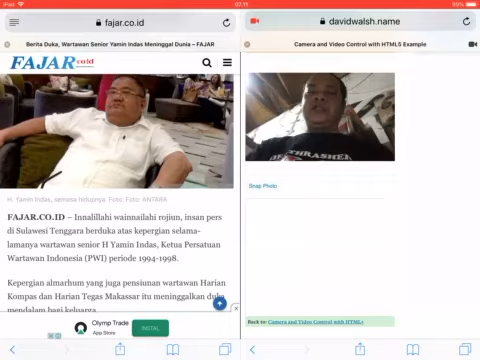 iPad
07.11
69%
fajar.co.id
davidwalsh.name
Berita Duka, Wartawan Senior Yamin Indas Meninggal Dunia – FAJAR
Camera and Video Control with HTML5 Example
FAJAR.co.id
H. Yamin Indas, semasa hidupnya. Foto: Foto: ANTARA
FAJAR.CO.ID – Innalillahi wainnailahi rojiun, insan pers
di Sulawesi Tenggara berduka atas kepergian selama-
lamanya wartawan senior H Yamin Indas, Ketua Persatuan
Wartawan Indonesia (PWI) periode 1994-1998.
Kepergian almarhum yang juga pensiunan wartawan Harian
Kompas dan Harian Tegas Makassar itu meninggalkan duka
mendalam bagi keluarga
Olymp Trade
App Store
INSTAL
THRASHER
Snap Photo
Back to: Camera and Video Control with HTML5